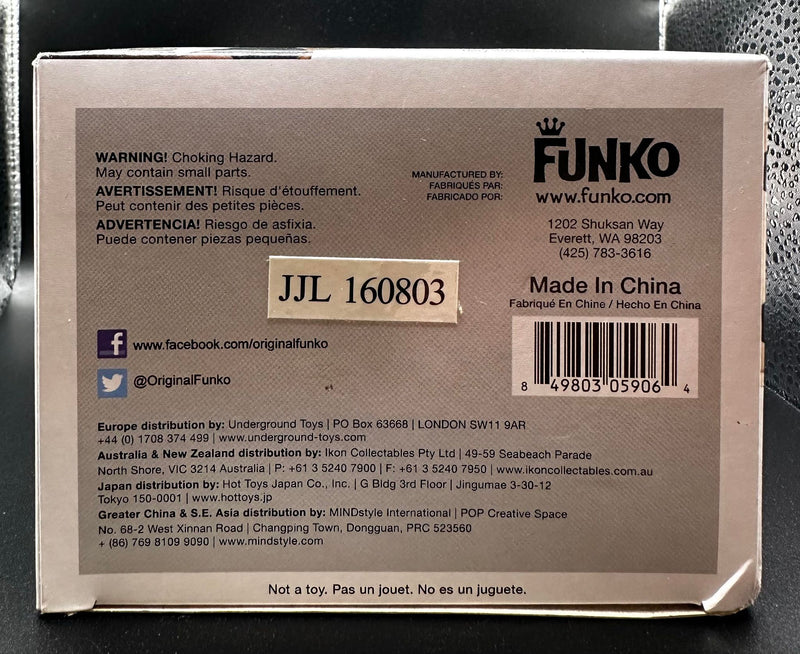 WARNING! Choking Hazard.
May contain small parts.
AVERTISSEMENT! Risque d'étouffement.
Peut contenir des petites pièces.
ADVERTENCIA! Riesgo de asfixia.
Puede contener piezas pequeñas.
MANUFACTURED BY:
FABRIQUÉS PAR:
FABRICADO POR:
FUNKO
www.funko.com
1202 Shuksan Way
Everett, WA 98203
(425) 783-3616
Made In China
Fabriqué En Chine / Hecho En China
JJL 160803
8 49803 05906 4
f www.facebook.com/originalfunko
@OriginalFunko
Europe distribution by: Underground Toys | PO Box 63668 | LONDON SW11 9AR
+44 (0) 1708 374 499 | www.underground-toys.com
Australia & New Zealand distribution by: Ikon Collectables Pty Ltd | 49-59 Seabeach Parade
North Shore, VIC 3214 Australia | P: +61 3 5240 7900 | F: +61 3 5240 7950 | www.ikoncollectables.com.au
Japan distribution by: Hot Toys Japan Co., Inc. | G Bldg 3rd Floor | Jingumae 3-30-12
Tokyo 150-0001 | www.hottoys.jp
Greater China & S.E. Asia distribution by: MINDstyle International | POP Creative Space
No. 68-2 West Xinnan Road | Changping Town, Dongguan, PRC 523560
+ (86) 769 8109 9090 | www.mindstyle.com
Not a toy. Pas un jouet. No es un juguete.